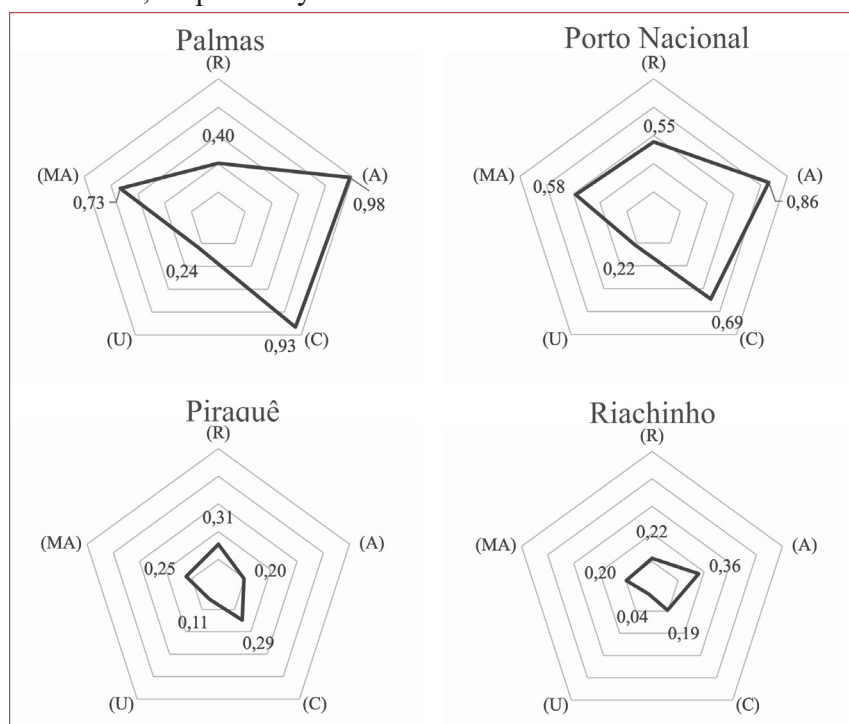 Palmas
(R)
0,40
(MA)
(A)
0,73
0,98
0,24
(U)
0,93
(C)
Porto Nacional
(R)
0,55
(MA)
(A)
0,58
0,86
0,22
0,69
(U)
(C)
Piraquê
(R)
0,31
(MA)
(A)
0,25
0,20
0,11
0,29
(U)
(C)
Riachinho
(R)
0,22
(MA)
(A)
0,20
0,36
0,04
0,19
(U)
(C)